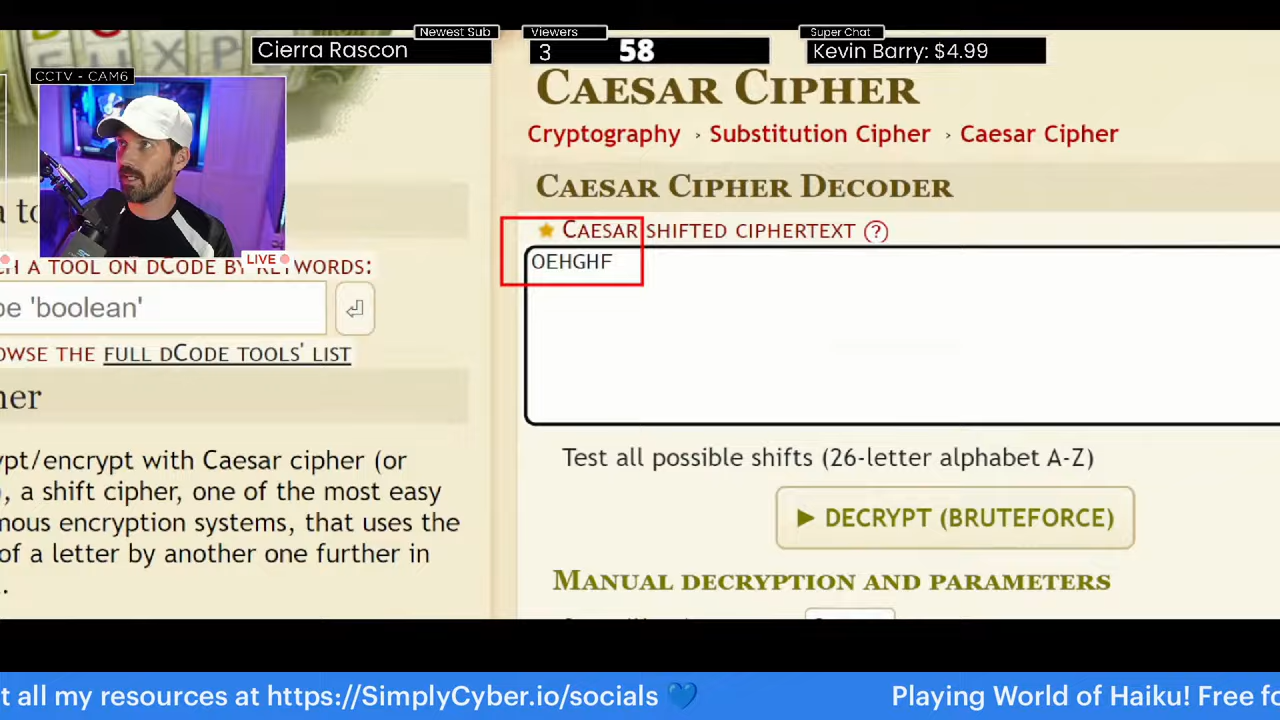 Newest Sub
Cierra Rascon
Viewers
3
58
Super Chat
Kevin Barry: $4.99
CCTV - CAM6
LIVE
CAESAR CIPHER
Cryptography › Substitution Cipher › Caesar Cipher
CAESAR CIPHER DECODER
CAESAR SHIFTED CIPHERTEXT ?
OEHGHF
Test all possible shifts (26-letter alphabet A-Z)
► DECRYPT (BRUTEFORCE)
MANUAL DECRYPTION AND PARAMETERS
H A TOOL ON DCODE BY KEYWORDS:
pe 'boolean'
OWSE THE FULL DCODE TOOLS' LIST
her
ypt/encrypt with Caesar cipher (or
), a shift cipher, one of the most easy
mous encryption systems, that uses the
of a letter by another one further in
.
t all my resources at https://SimplyCyber.io/socials 💙
Playing World of Haiku! Free fo